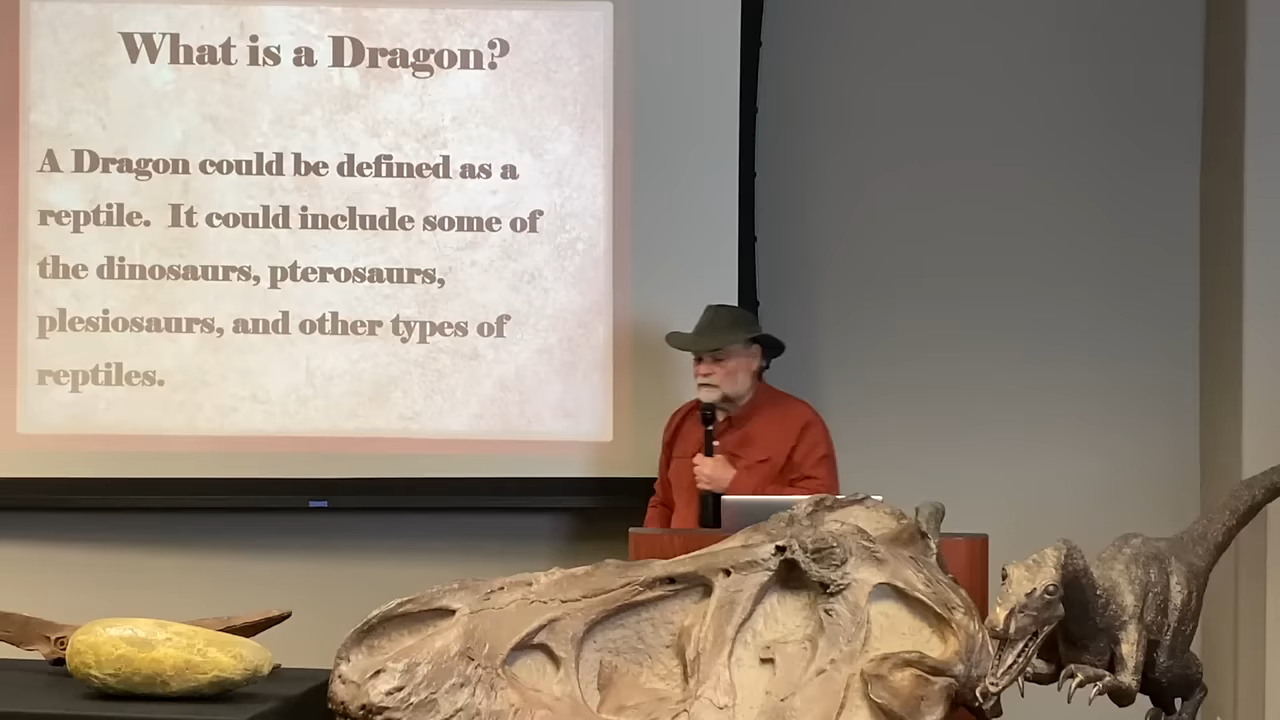 What is a Dragon?
A Dragon could be defined as a
reptile.  It could include some of
the dinosaurs, pterosaurs,
plesiosaurs, and other types of
reptiles.